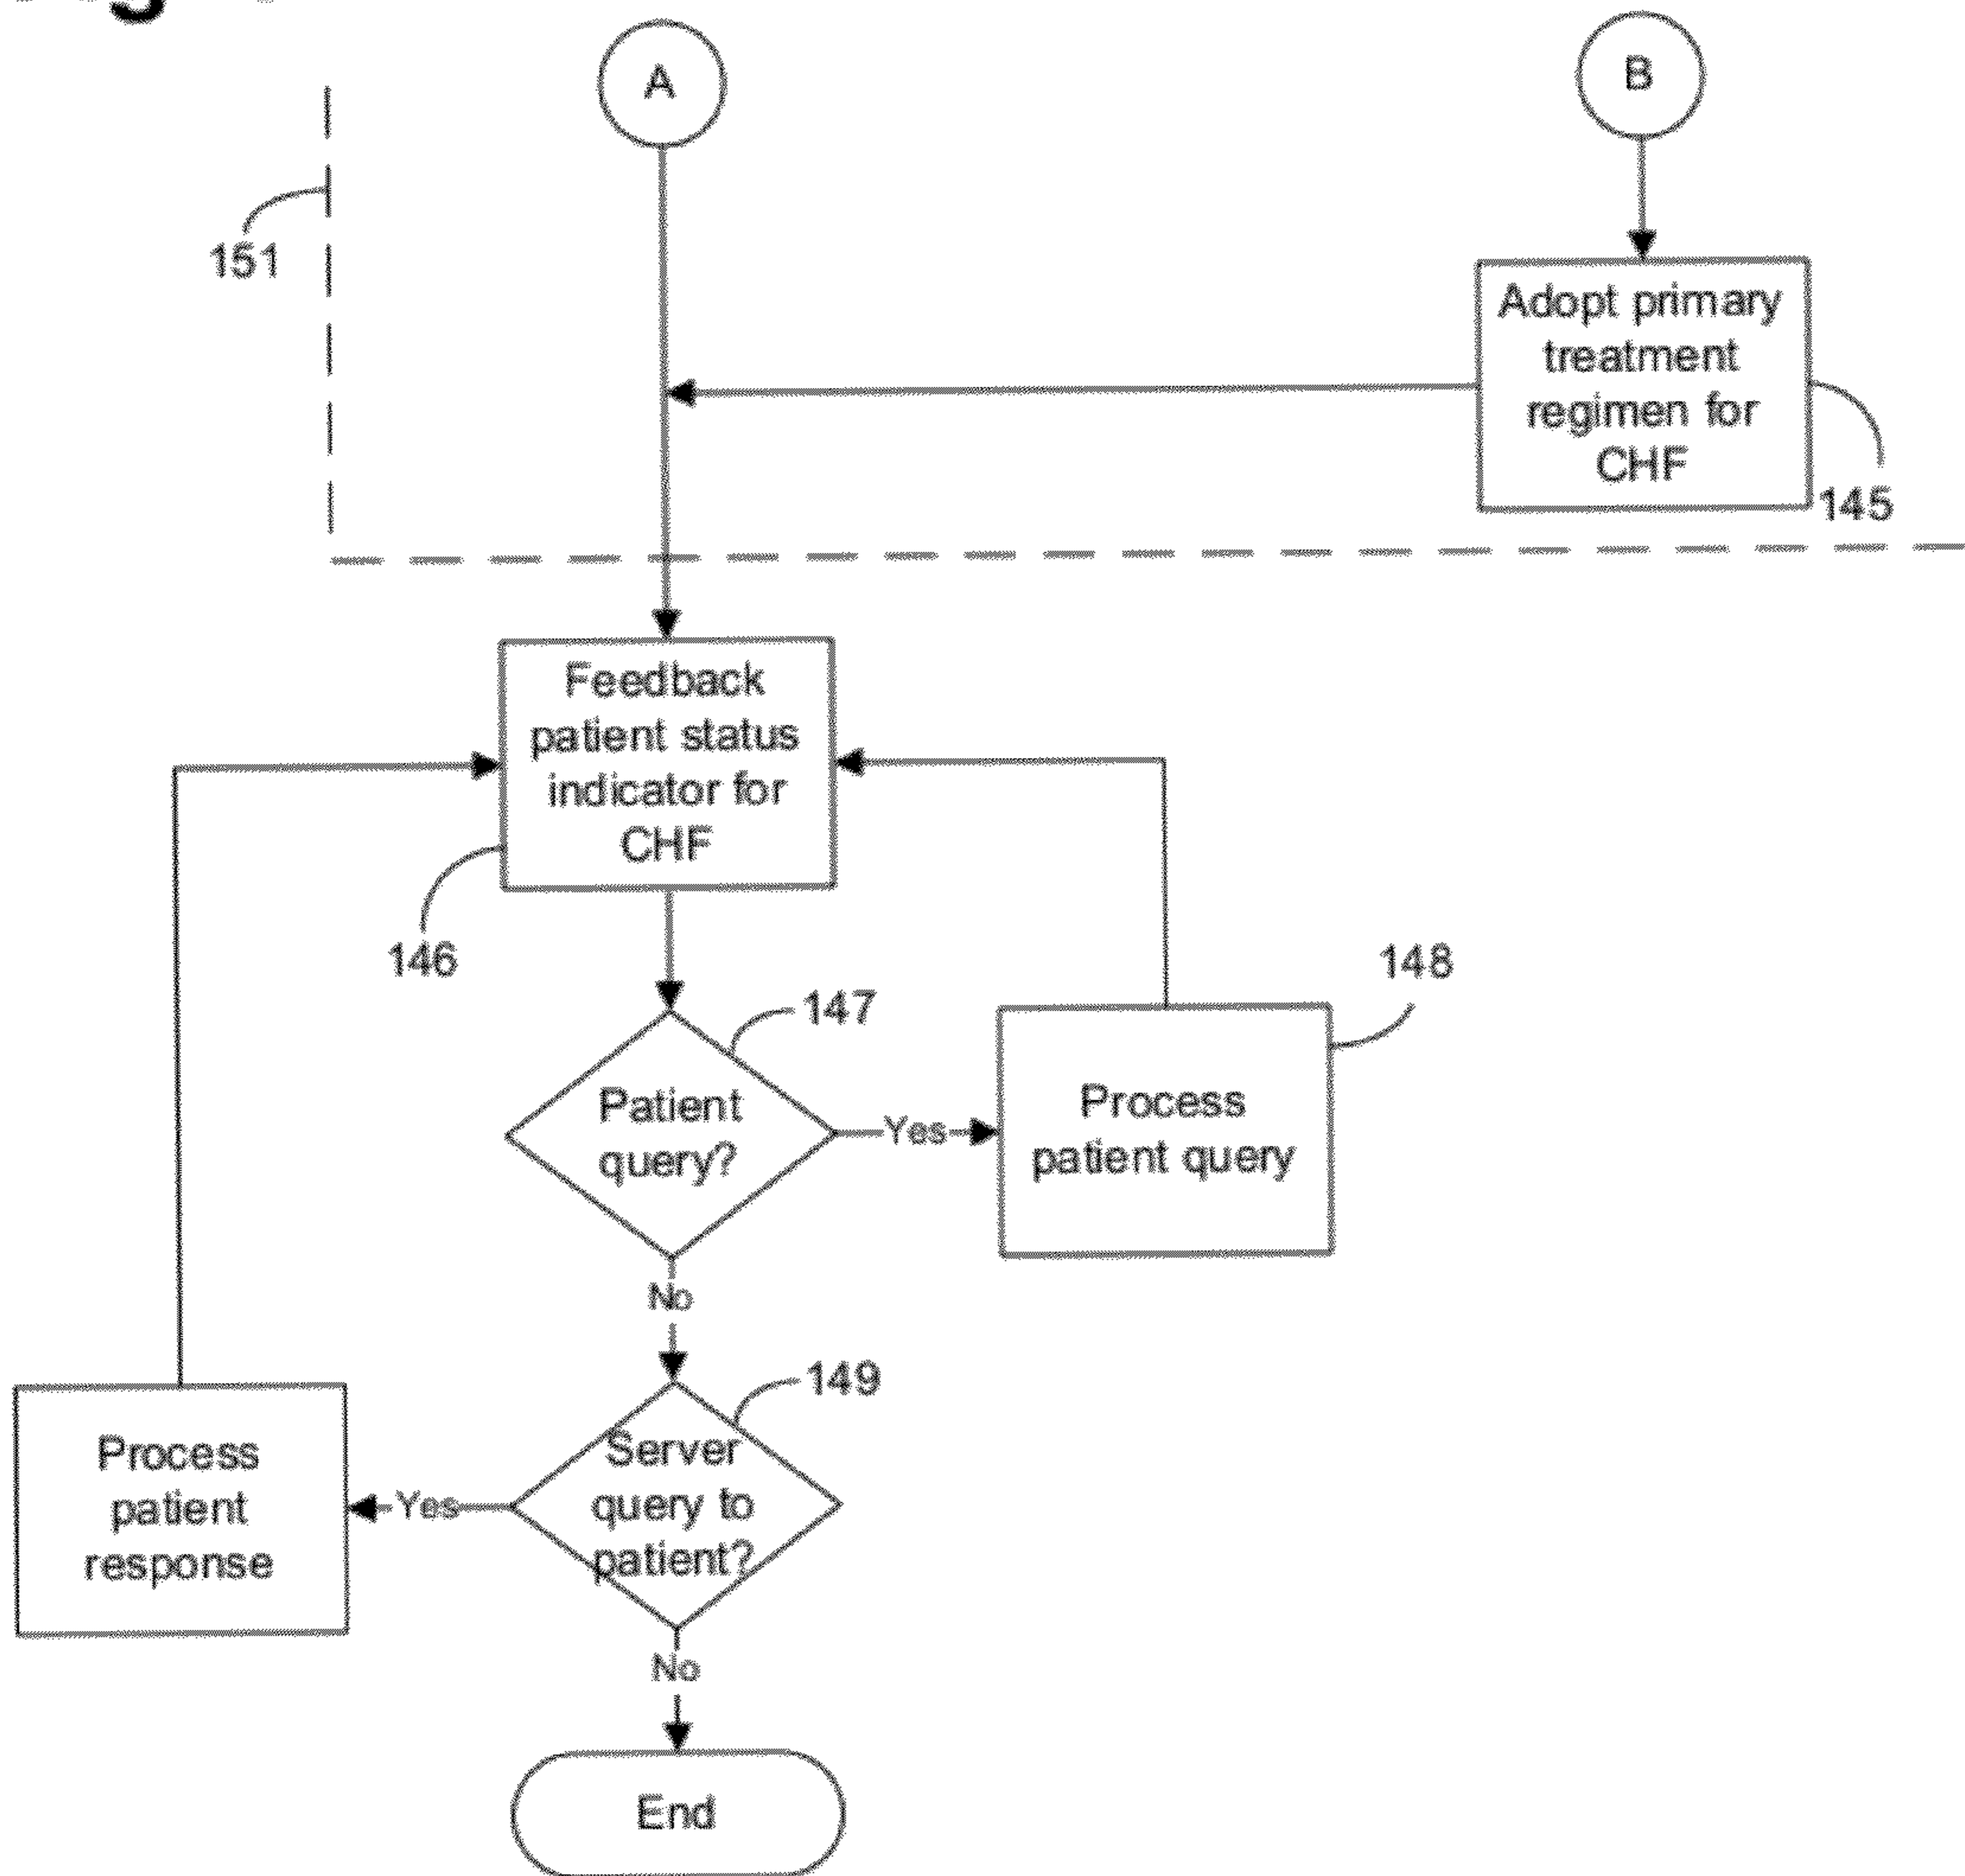 A
B
151
Adopt primary
treatment
regimen for
CHF
145
Feedback
patient status
indicator for
CHF
146
148
147
Patient
query?
Yes
Process
patient query
No
149
Process
patient
response
Yes
Server
query to
patient?
No
End